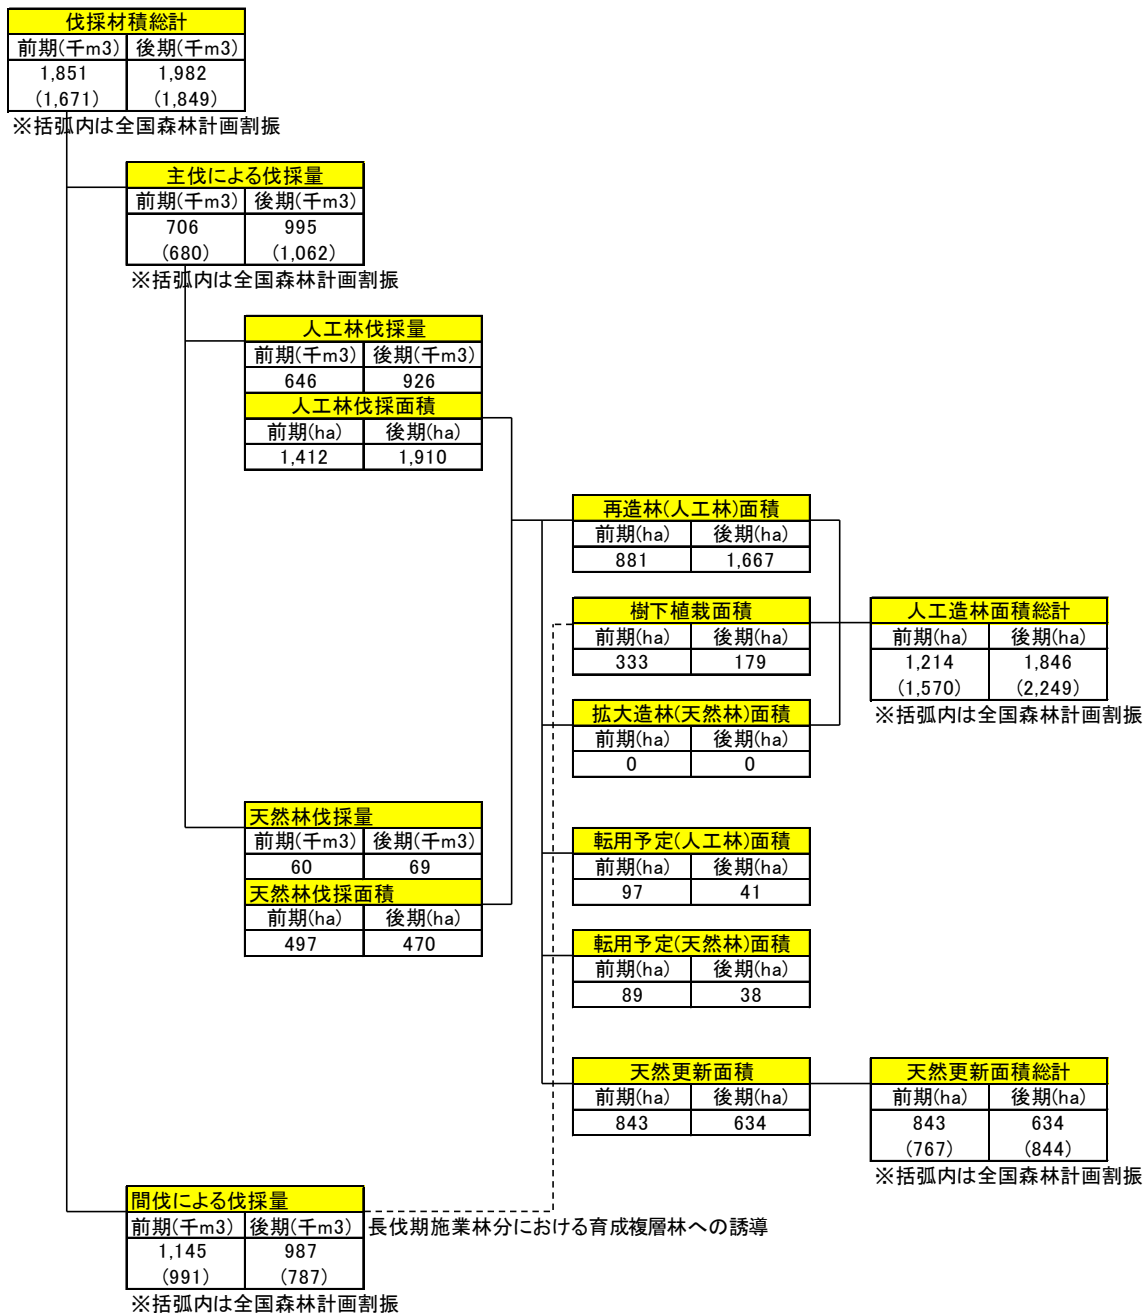 伐採材積総計
前期(千m3) 後期(千m3)
1,851 1,982
(1,671) (1,849)
※括弧内は全国森林計画割振
主伐による伐採量
前期(千m3) 後期(千m3)
706 995
(680) (1,062)
※括弧内は全国森林計画割振
人工林伐採量
前期(千m3) 後期(千m3)
646 926
人工林伐採面積
前期(ha) 後期(ha)
1,412 1,910
再造林(人工林)面積
前期(ha) 後期(ha)
881 1,667
樹下植栽面積
前期(ha) 後期(ha)
333 179
人工造林面積総計
前期(ha) 後期(ha)
1,214 1,846
(1,570) (2,249)
※括弧内は全国森林計画割振
拡大造林(天然林)面積
前期(ha) 後期(ha)
0 0
天然林伐採量
前期(千m3) 後期(千m3)
60 69
天然林伐採面積
前期(ha) 後期(ha)
497 470
転用予定(人工林)面積
前期(ha) 後期(ha)
97 41
転用予定(天然林)面積
前期(ha) 後期(ha)
89 38
天然更新面積
前期(ha) 後期(ha)
843 634
天然更新面積総計
前期(ha) 後期(ha)
843 634
(767) (844)
※括弧内は全国森林計画割振
間伐による伐採量
前期(千m3) 後期(千m3)
長伐期施業林分における育成複層林への誘導
1,145 987
(991) (787)
※括弧内は全国森林計画割振